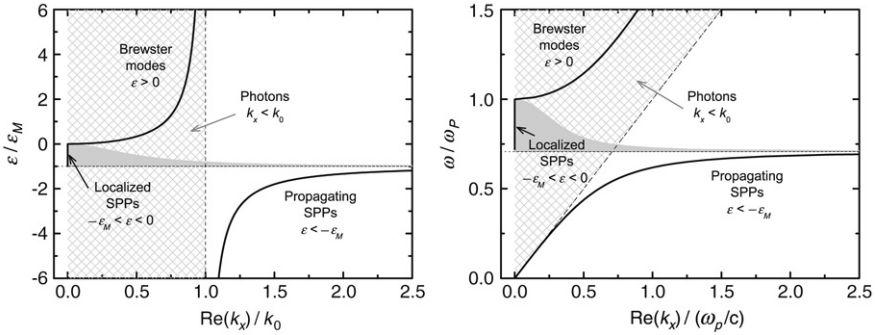 6
4
2
0
−2
−4
−6
ε / ε_M
Brewster
modes
ε > 0
Photons
k_x < k_0
Localized
SPPs
−ε_M < ε < 0
Propagating
SPPs
ε < −ε_M
0.0 0.5 1.0 1.5 2.0 2.5
Re(k_x) / k_0
1.5
1.0
0.5
0.0
ω / ω_P
Brewster
modes
ε > 0
Photons
k_x < k_0
Localized
SPPs
−ε_M < ε < 0
Propagating
SPPs
ε < −ε_M
0.0 0.5 1.0 1.5 2.0 2.5
Re(k_x) / (ω_p/c)